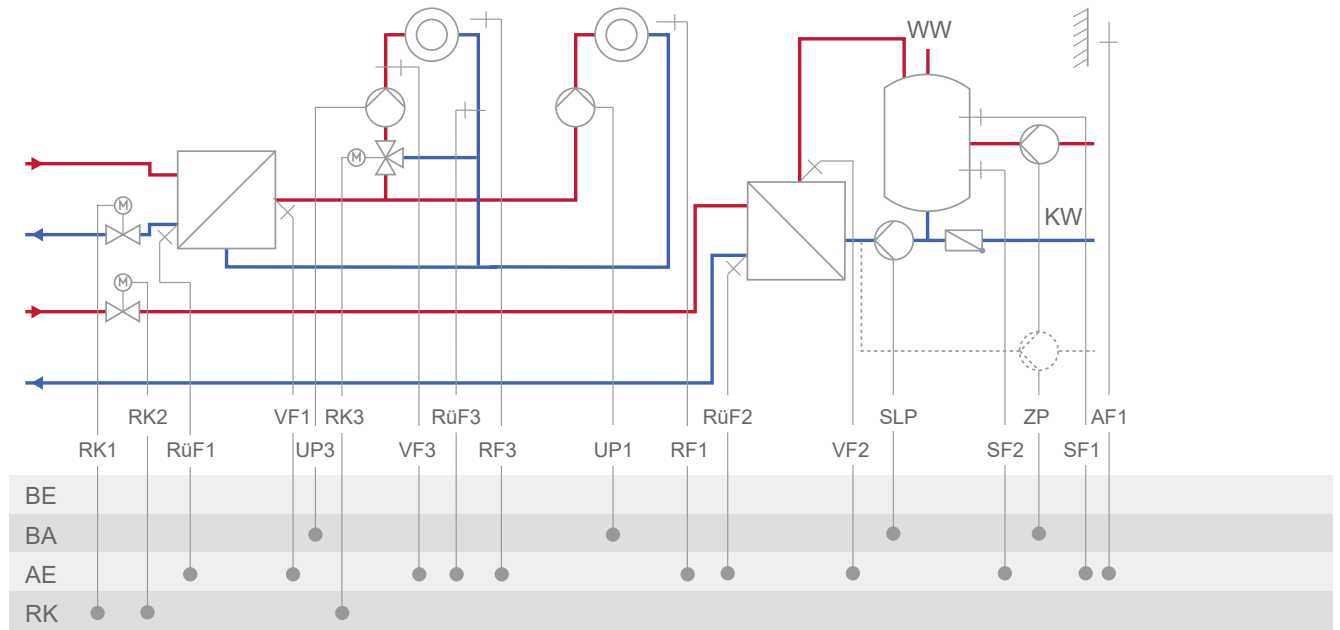 WW
M
M
KW
M
RK2 VF1 RK3 RüF3 RüF2 SLP ZP AF1
RK1 RüF1 UP3 VF3 RF3 UP1 RF1 VF2 SF2 SF1
BE
BA
AE
RK